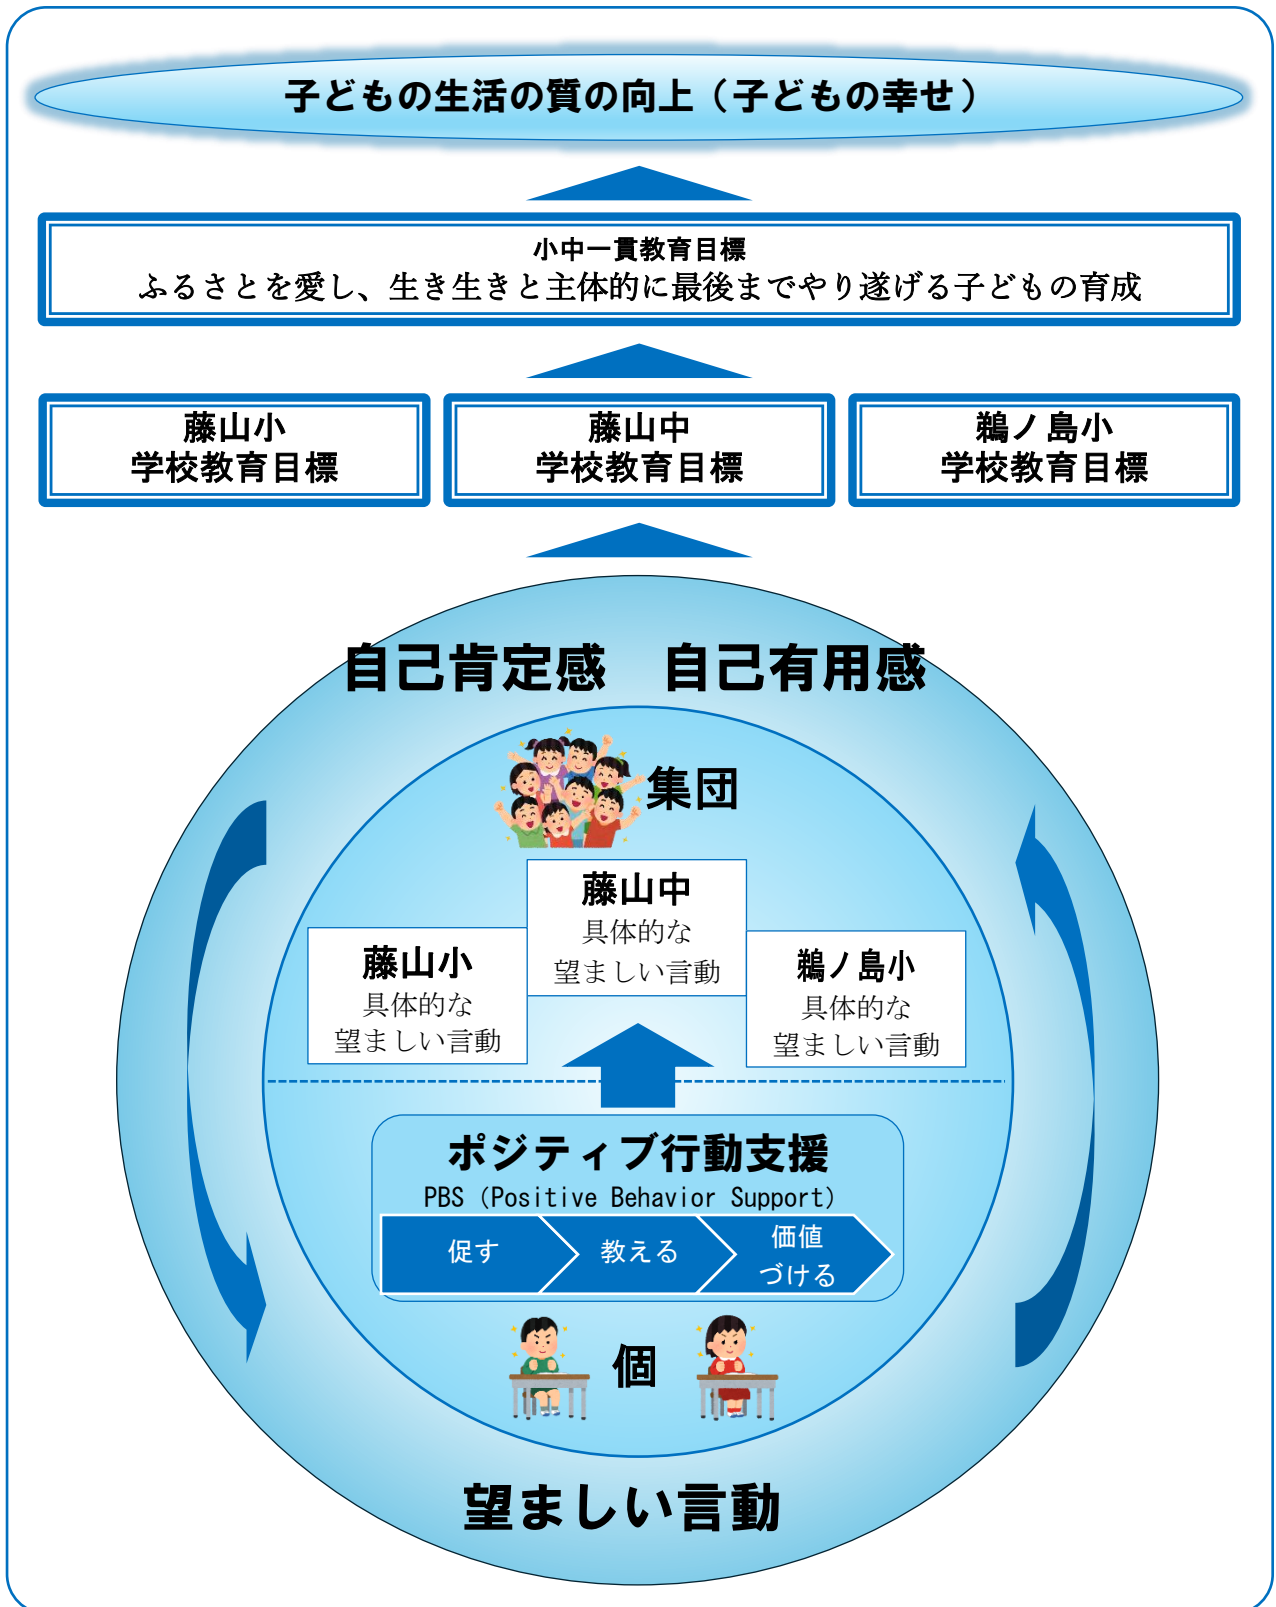 子どもの生活の質の向上（子どもの幸せ）
小中一貫教育目標
ふるさとを愛し、生き生きと主体的に最後までやり遂げる子どもの育成
藤山小
学校教育目標
藤山中
学校教育目標
鵜ノ島小
学校教育目標
自己肯定感　自己有用感
集団
藤山中
具体的な
望ましい言動
藤山小
具体的な
望ましい言動
鵜ノ島小
具体的な
望ましい言動
ポジティブ行動支援
PBS（Positive Behavior Support）
促す
教える
価値
づける
個
望ましい言動